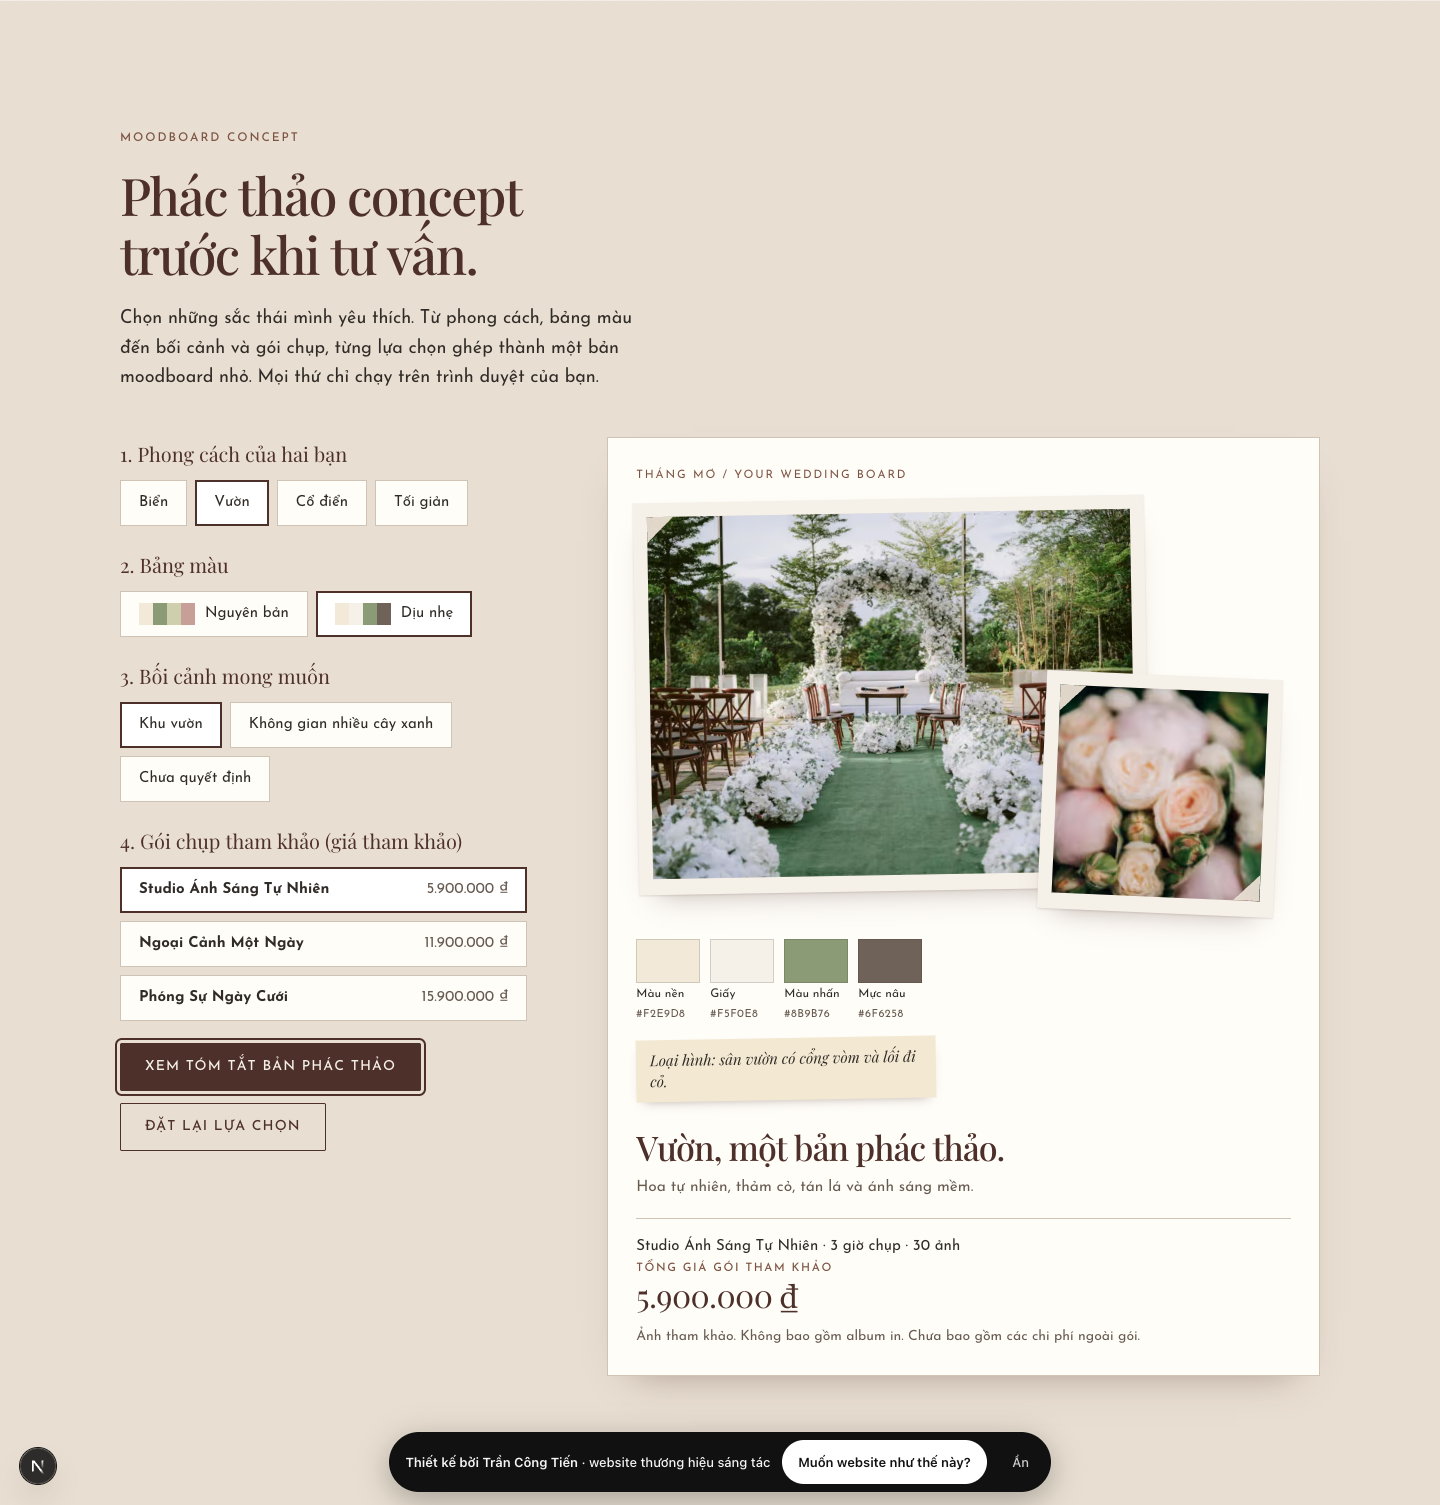 MOODBOARD CONCEPT
Phác thảo concept
trước khi tư vấn.
Chọn những sắc thái mình yêu thích. Từ phong cách, bảng màu
đến bối cảnh và gói chụp, từng lựa chọn ghép thành một bản
moodboard nhỏ. Mọi thứ chỉ chạy trên trình duyệt của bạn.
1. Phong cách của hai bạn
Biển Vườn Cổ điển Tối giản
2. Bảng màu
Nguyên bản Dịu nhẹ
3. Bối cảnh mong muốn
Khu vườn Không gian nhiều cây xanh
Chưa quyết định
4. Gói chụp tham khảo (giá tham khảo)
Studio Ánh Sáng Tự Nhiên 5.900.000 ₫
Ngoại Cảnh Một Ngày 11.900.000 ₫
Phóng Sự Ngày Cưới 15.900.000 ₫
XEM TÓM TẮT BẢN PHÁC THẢO
ĐẶT LẠI LỰA CHỌN
THÁNG MƠ / YOUR WEDDING BOARD
Màu nền Giấy Màu nhấn Mực nâu
#F2E9D8 #F5F0E8 #8B9B76 #6F6258
Loại hình: sân vườn có cổng vòm và lối đi
cỏ.
Vườn, một bản phác thảo.
Hoa tự nhiên, thảm cỏ, tán lá và ánh sáng mềm.
Studio Ánh Sáng Tự Nhiên · 3 giờ chụp · 30 ảnh
TỔNG GIÁ GÓI THAM KHẢO
5.900.000 ₫
Ảnh tham khảo. Không bao gồm album in. Chưa bao gồm các chi phí ngoài gói.
N
Thiết kế bởi Trần Công Tiến · website thương hiệu sáng tác Muốn website như thế này? Ẩn